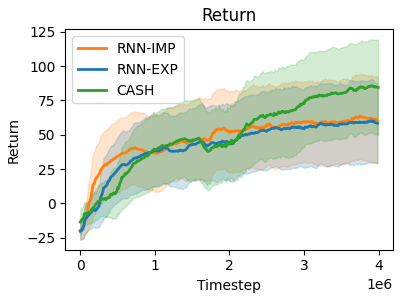 Return
125
100
75
50
25
0
−25
Return
RNN-IMP
RNN-EXP
CASH
0
1
2
3
4
1e6
Timestep